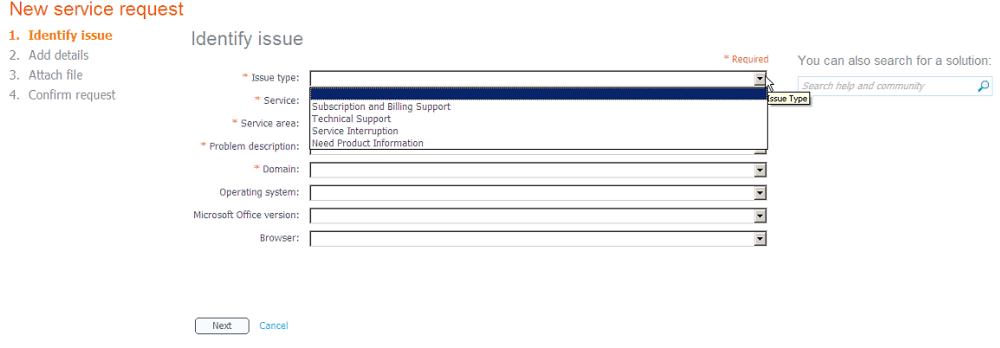 New service request
1. Identify issue
2. Add details
3. Attach file
4. Confirm request
Identify issue
* Required
* Issue type:
Subscription and Billing Support
Technical Support
Service Interruption
Need Product Information
Issue Type
* Service:
* Service area:
* Problem description:
* Domain:
Operating system:
Microsoft Office version:
Browser:
Next Cancel
You can also search for a solution:
Search help and community